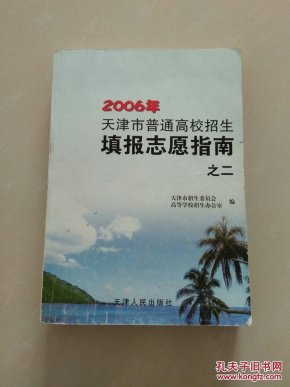 2006年
天津市普通高校招生
填报志愿指南
之二
天津市招生委员会
高等学校招生办公室
编
天津人民出版社
孔夫子旧书网